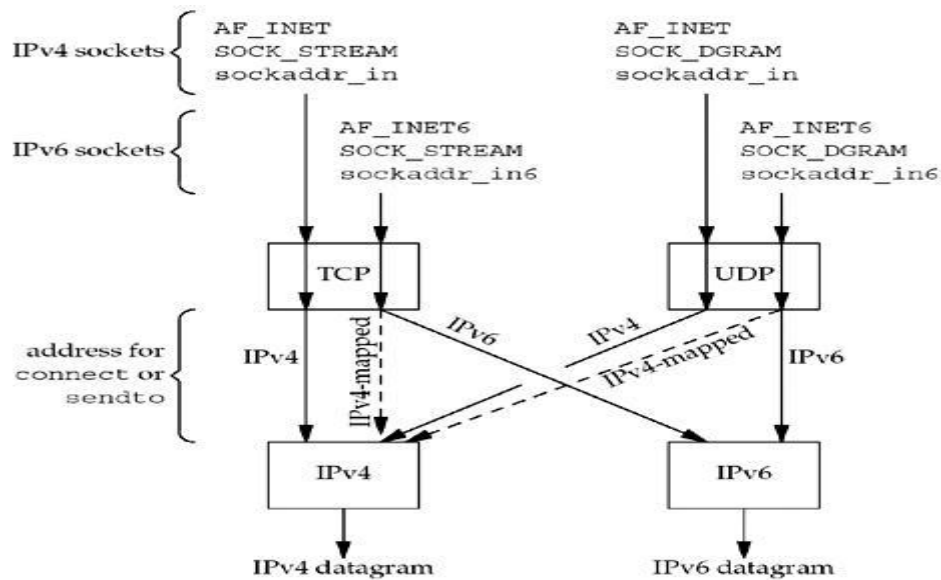 IPv4 sockets
AF_INET
SOCK_STREAM
sockaddr_in
AF_INET
SOCK_DGRAM
sockaddr_in
IPv6 sockets
AF_INET6
SOCK_STREAM
sockaddr_in6
AF_INET6
SOCK_DGRAM
sockaddr_in6
TCP
UDP
address for
connect or
sendto
IPv4
IPv4-mapped
IPv6
IPv4
IPv4-mapped
IPv6
IPv4
IPv6
IPv4 datagram
IPv6 datagram